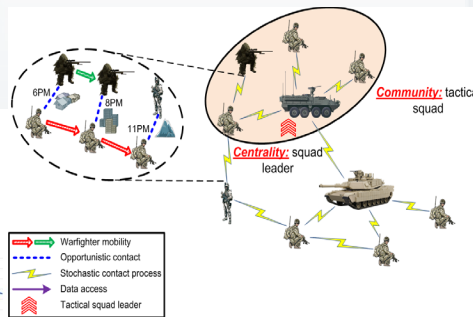 6PM
8PM
11PM
Community: tactical
squad
Centrality: squad
leader
Warfighter mobility
Opportunistic contact
Stochastic contact process
Data access
Tactical squad leader